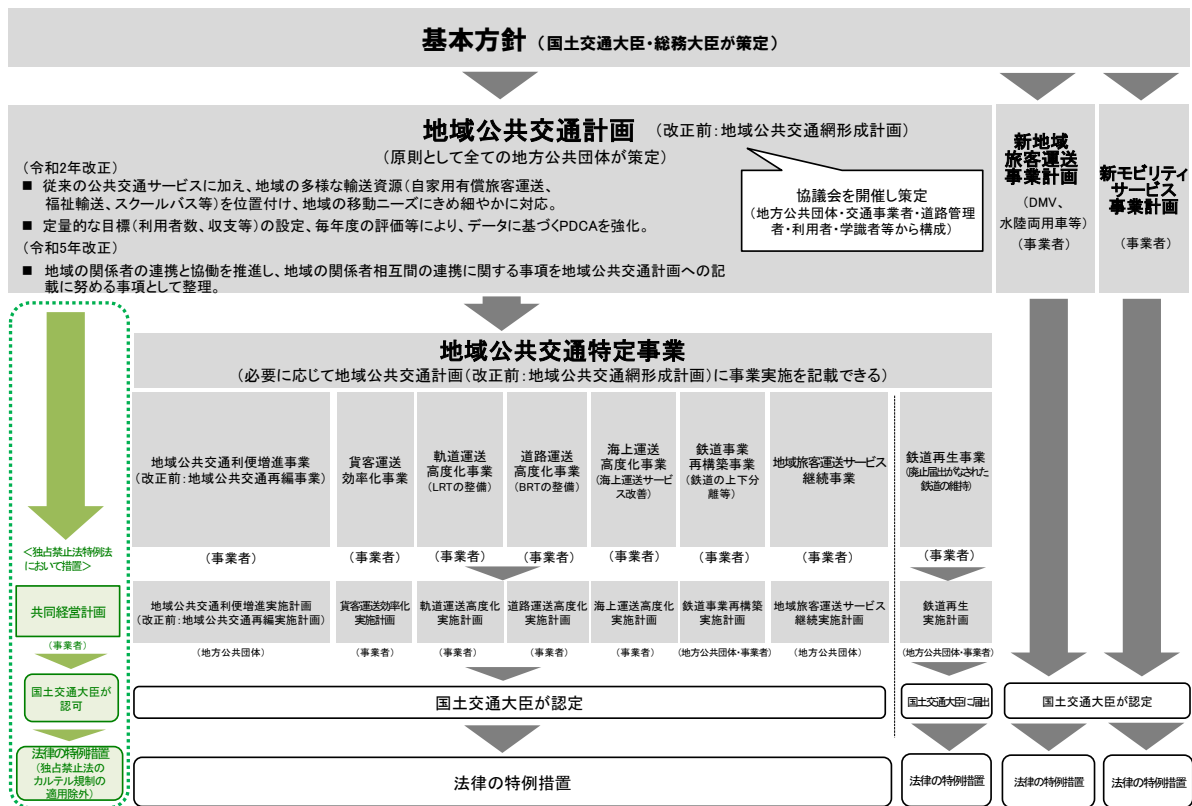 基本方針（国土交通大臣・総務大臣が策定）
地域公共交通計画　（改正前：地域公共交通網形成計画）
（原則として全ての地方公共団体が策定）
（令和2年改正）
■ 従来の公共交通サービスに加え、地域の多様な輸送資源（自家用有償旅客運送、
福祉輸送、スクールバス等）を位置付け、地域の移動ニーズにきめ細やかに対応。
■ 定量的な目標（利用者数、収支等）の設定、毎年度の評価等により、データに基づくPDCAを強化。
（令和5年改正）
■ 地域の関係者の連携と協働を推進し、地域の関係者相互間の連携に関する事項を地域公共交通計画への記
載に努める事項として整理。
協議会を開催し策定
（地方公共団体・交通事業者・道路管理
者・利用者・学識者等から構成）
新地域
旅客運送
事業計画
（DMV、
水陸両用車等）
（事業者）
新モビリティ
サービス
事業計画
（事業者）
地域公共交通特定事業
（必要に応じて地域公共交通計画（改正前：地域公共交通網形成計画）に事業実施を記載できる）
地域公共交通利便増進事業
（改正前：地域公共交通再編事業）
（事業者）
貨客運送
効率化事業
（事業者）
軌道運送
高度化事業
（LRTの整備）
（事業者）
道路運送
高度化事業
（BRTの整備）
（事業者）
海上運送
高度化事業
（海上運送サービ
ス改善）
（事業者）
鉄道事業
再構築事業
（鉄道の上下分
離等）
（事業者）
地域旅客運送サービス
継続事業
（事業者）
鉄道再生事業
（廃止届出がなされた
鉄道の維持）
（事業者）
＜独占禁止法特例法
において措置＞
共同経営計画
（事業者）
国土交通大臣が
認可
法律の特例措置
（独占禁止法の
カルテル規制の
適用除外）
地域公共交通利便増進実施計画
（改正前：地域公共交通再編実施計画）
（地方公共団体）
貨客運送効率化
実施計画
（事業者）
軌道運送高度化
実施計画
（事業者）
道路運送高度化
実施計画
（事業者）
海上運送高度化
実施計画
（事業者）
鉄道事業再構築
実施計画
（地方公共団体・事業者）
地域旅客運送サービス
継続実施計画
（地方公共団体）
鉄道再生
実施計画
（地方公共団体・事業者）
国土交通大臣が認定
国土交通大臣に届出
国土交通大臣が認定
法律の特例措置
法律の特例措置
法律の特例措置
法律の特例措置